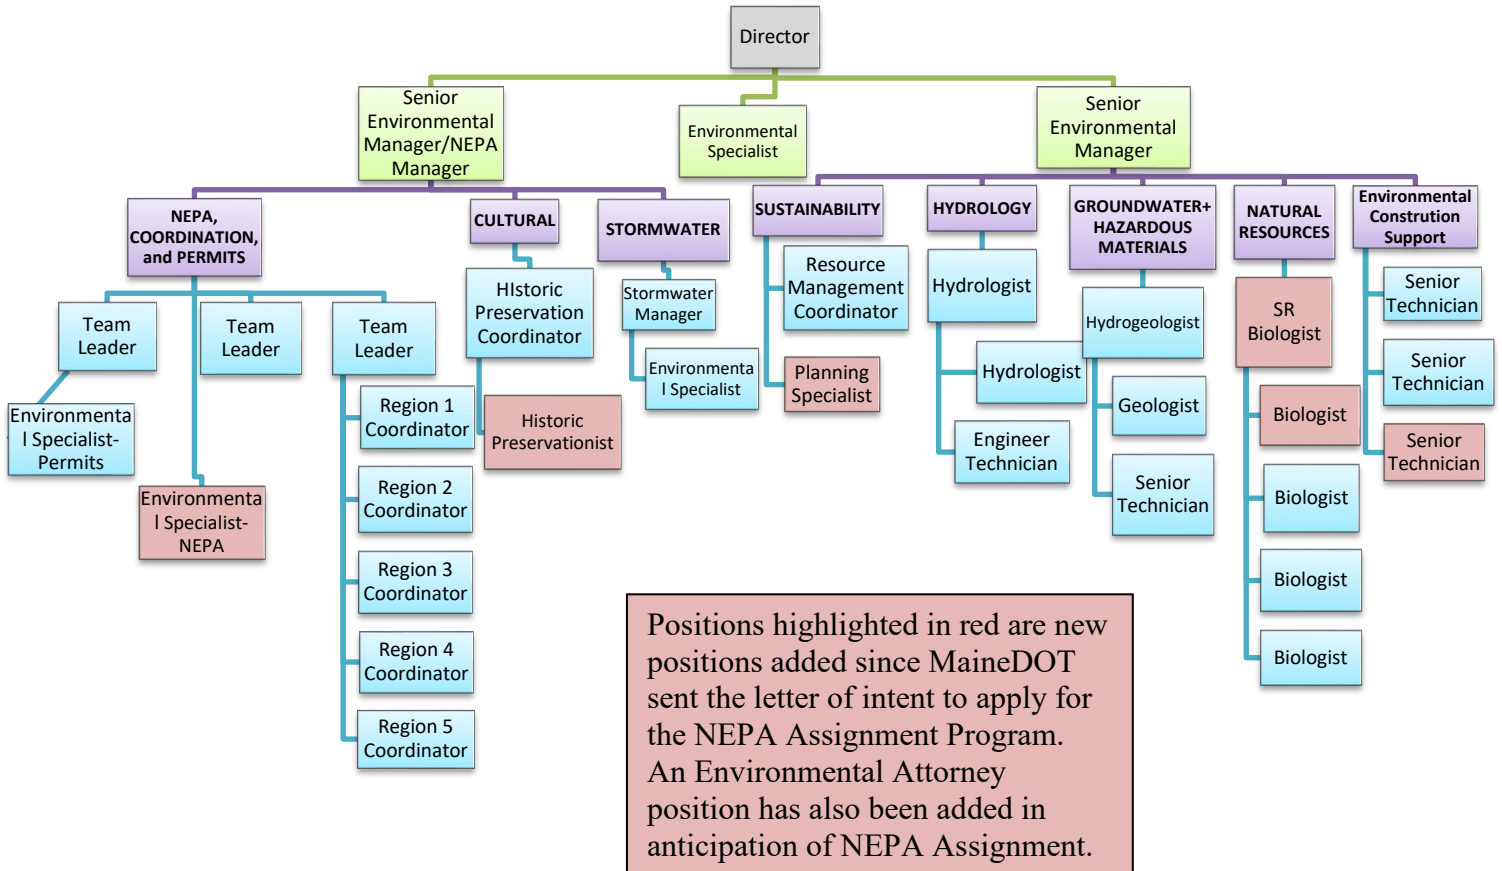 Director
Senior
Environmental
Manager/NEPA
Manager
Environmental
Specialist
Senior
Environmental
Manager
NEPA,
COORDINATION,
and PERMITS
CULTURAL
STORMWATER
SUSTAINABILITY
HYDROLOGY
GROUNDWATER+
HAZARDOUS
MATERIALS
NATURAL
RESOURCES
Environmental
Constrution
Support
Team
Leader
Team
Leader
Team
Leader
Environmenta
l Specialist-
Permits
Environmenta
l Specialist-
NEPA
Region 1
Coordinator
Region 2
Coordinator
Region 3
Coordinator
Region 4
Coordinator
Region 5
Coordinator
HIstoric
Preservation
Coordinator
Historic
Preservationist
Stormwater
Manager
Environmenta
l Specialist
Resource
Management
Coordinator
Planning
Specialist
Hydrologist
Hydrologist
Engineer
Technician
Hydrogeologist
Geologist
Senior
Technician
SR
Biologist
Biologist
Biologist
Biologist
Biologist
Senior
Technician
Senior
Technician
Senior
Technician
Positions highlighted in red are new
positions added since MaineDOT
sent the letter of intent to apply for
the NEPA Assignment Program.
An Environmental Attorney
position has also been added in
anticipation of NEPA Assignment.